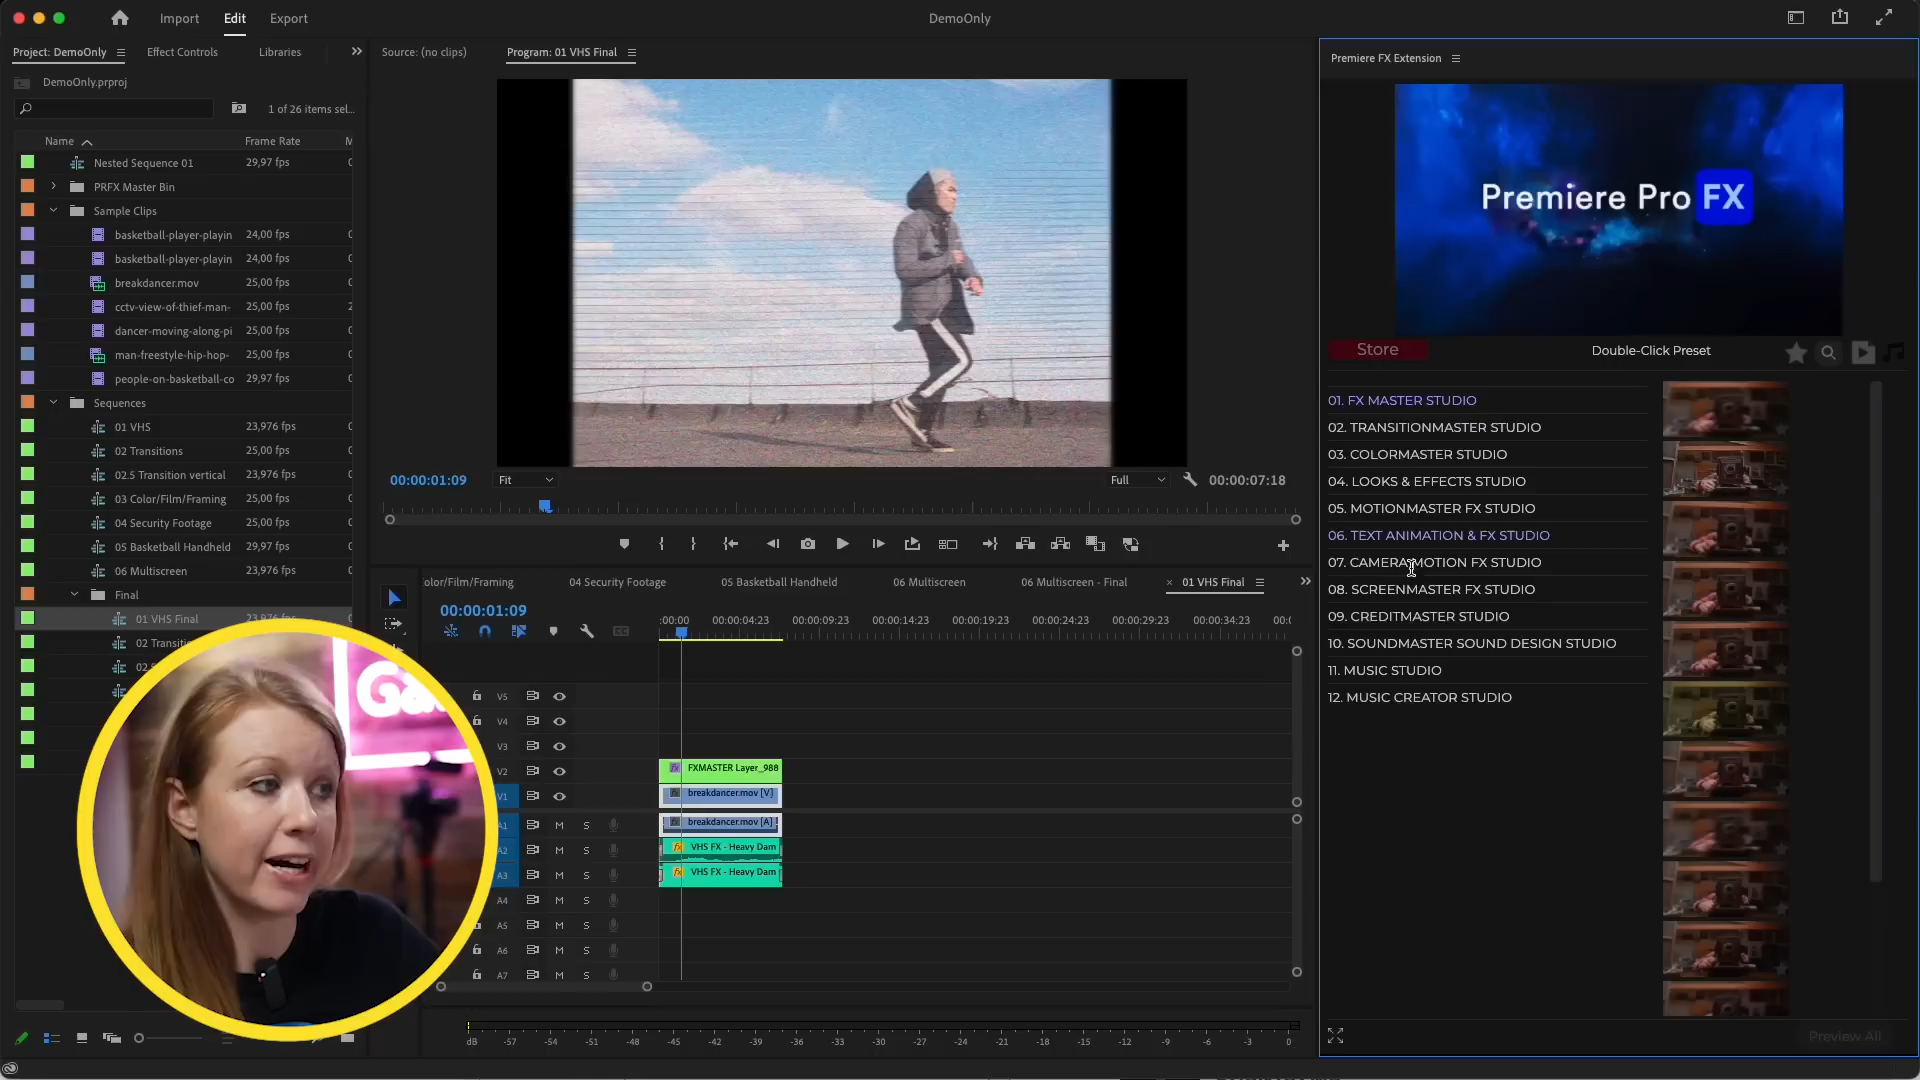 Import Edit Export
DemoOnly
Project: DemoOnly Effect Controls Libraries
Source: (no clips) Program: 01 VHS Final
Premiere FX Extension
DemoOnly.prproj
1 of 26 items sel...
Name Frame Rate
Nested Sequence 01 29,97 fps
PRFX Master Bin
Sample Clips
basketball-player-playin 24,00 fps
basketball-player-playin 24,00 fps
breakdancer.mov 25,00 fps
cctv-view-of-thief-man- 25,00 fps
dancer-moving-along-pi 25,00 fps
man-freestyle-hip-hop- 25,00 fps
people-on-basketball-co 29,97 fps
Sequences
01 VHS 23,976 fps
02 Transitions 25,00 fps
02.5 Transition vertical 23,976 fps
03 Color/Film/Framing 25,00 fps
04 Security Footage 25,00 fps
05 Basketball Handheld 29,97 fps
06 Multiscreen 23,976 fps
Final
01 VHS Final
02 Transiti
Premiere Pro FX
Store Double-Click Preset
01. FX MASTER STUDIO
02. TRANSITIONMASTER STUDIO
03. COLORMASTER STUDIO
04. LOOKS & EFFECTS STUDIO
05. MOTIONMASTER FX STUDIO
06. TEXT ANIMATION & FX STUDIO
07. CAMERAMOTION FX STUDIO
08. SCREENMASTER FX STUDIO
09. CREDITMASTER STUDIO
10. SOUNDMASTER SOUND DESIGN STUDIO
11. MUSIC STUDIO
12. MUSIC CREATOR STUDIO
Preview All
00:00:01:09 Fit Full 00:00:07:18
olor/Film/Framing 04 Security Footage 05 Basketball Handheld 06 Multiscreen 06 Multiscreen - Final × 01 VHS Final
00:00:01:09
:00:00 00:00:04:23 00:00:09:23 00:00:14:23 00:00:19:23 00:00:24:23 00:00:29:23 00:00:34:23 00:0
V5
V4
V3
V2 FXMASTER Layer_988
V1 breakdancer.mov [V]
A1 M S breakdancer.mov [A]
A2 M S VHS FX - Heavy Dam
A3 M S VHS FX - Heavy Dam
A4 M S
A5 M S
A6 M S
A7 M S
dB -57 -54 -51 -48 -45 -42 -39 -36 -33 -30 -27 -24 -21 -18 -15 -12 -9 -6 -3 0